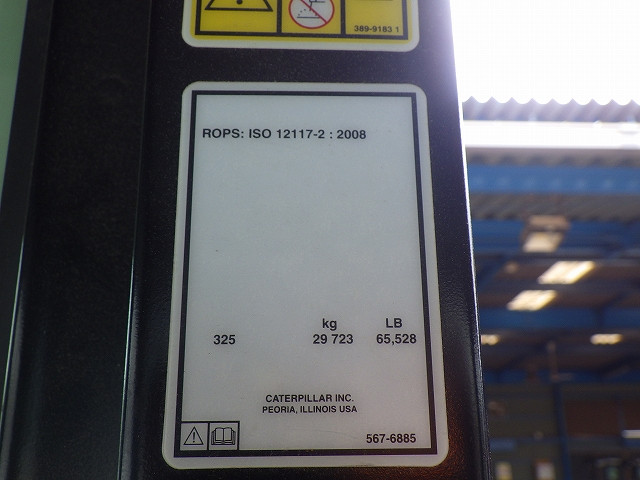 389-9183 1
ROPS: ISO 12117-2 : 2008
kg LB
325 29 723 65,528
CATERPILLAR INC.
PEORIA, ILLINOIS USA
567-6885